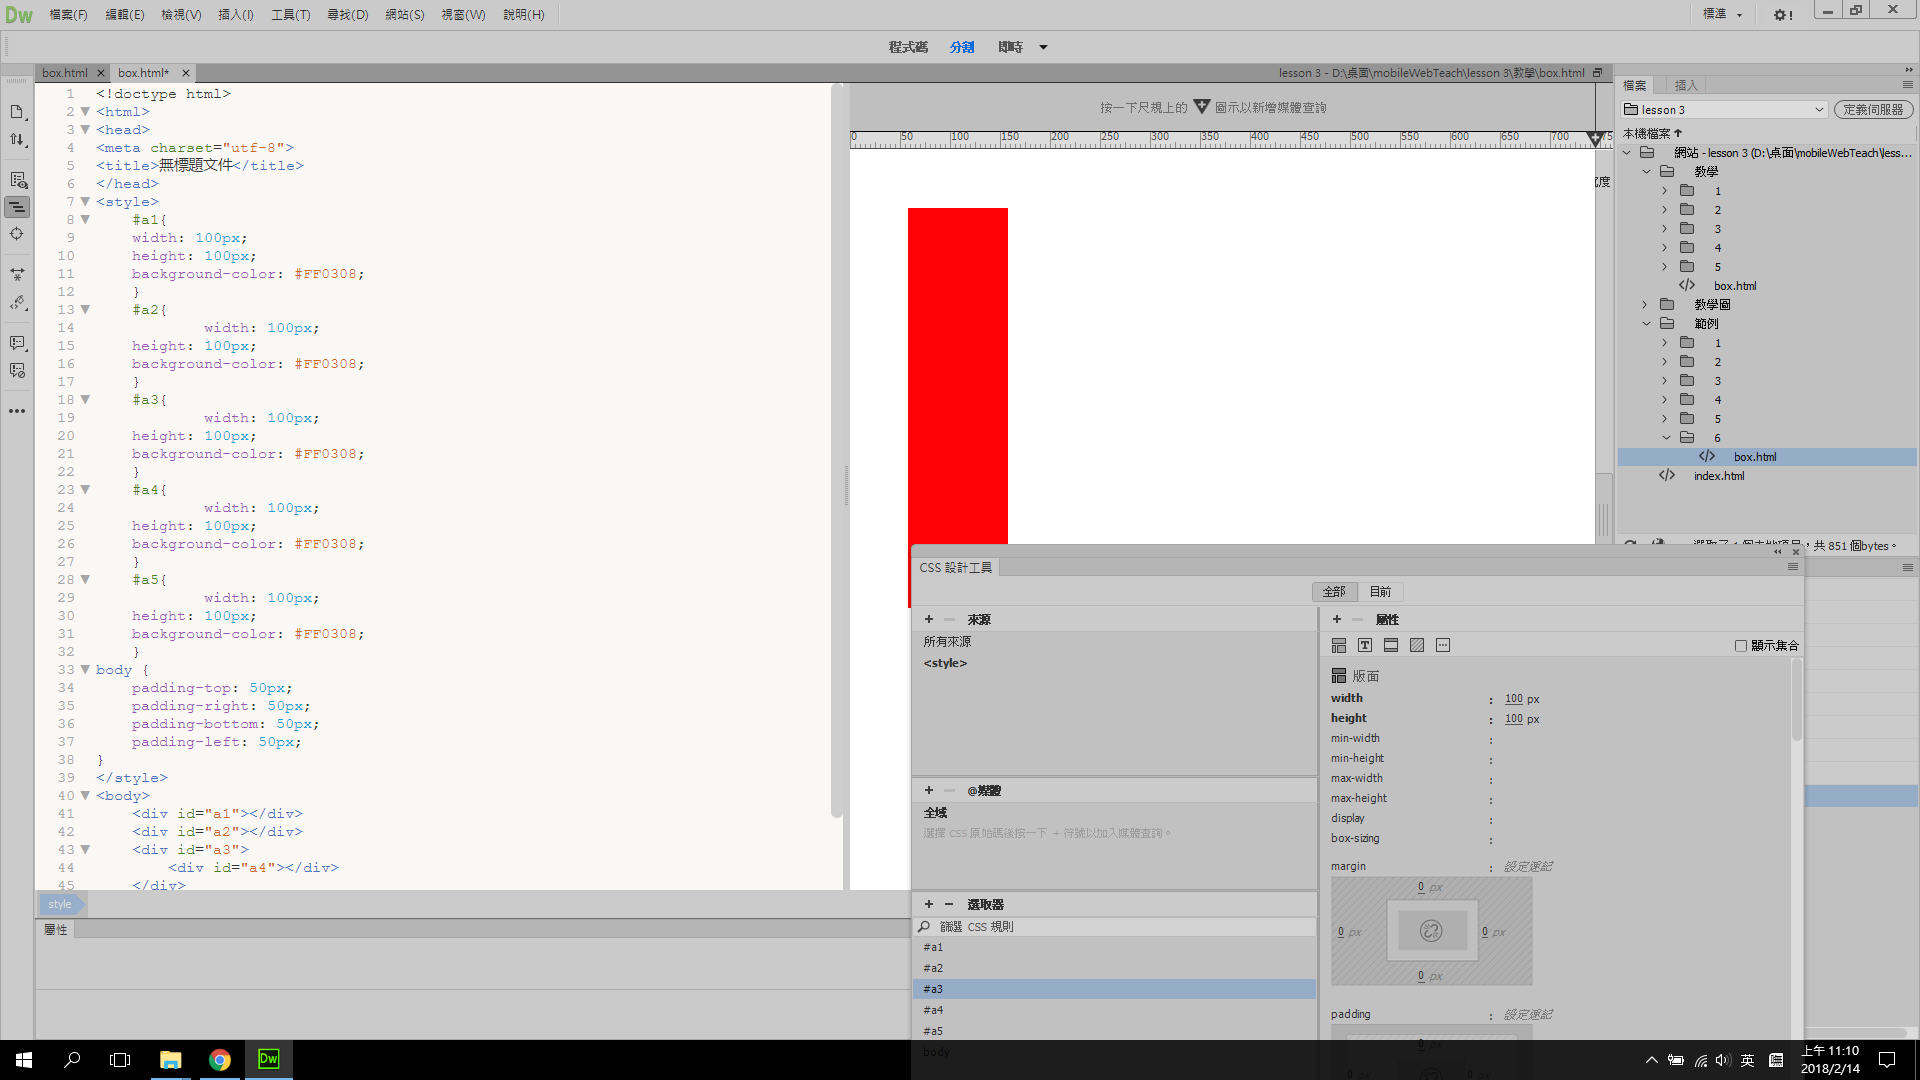 Dw 檔案(F) 編輯(E) 檢視(V) 插入(I) 工具(T) 尋找(D) 網站(S) 視窗(W) 說明(H) 標準
程式碼 分割 即時
box.html box.html* lesson 3 - D:\桌面\mobileWebTeach\lesson 3\教學\box.html
1 <!doctype html>
2 <html>
3 <head>
4 <meta charset="utf-8">
5 <title>無標題文件</title>
6 </head>
7 <style>
8 #a1{
9 width: 100px;
10 height: 100px;
11 background-color: #FF0308;
12 }
13 #a2{
14 width: 100px;
15 height: 100px;
16 background-color: #FF0308;
17 }
18 #a3{
19 width: 100px;
20 height: 100px;
21 background-color: #FF0308;
22 }
23 #a4{
24 width: 100px;
25 height: 100px;
26 background-color: #FF0308;
27 }
28 #a5{
29 width: 100px;
30 height: 100px;
31 background-color: #FF0308;
32 }
33 body {
34 padding-top: 50px;
35 padding-right: 50px;
36 padding-bottom: 50px;
37 padding-left: 50px;
38 }
39 </style>
40 <body>
41 <div id="a1"></div>
42 <div id="a2"></div>
43 <div id="a3">
44 <div id="a4"></div>
45 </div>
style
屬性
按一下尺規上的 圖示以新增媒體查詢
0 50 100 150 200 250 300 350 400 450 500 550 600 650 700
檔案 插入
lesson 3 定義伺服器
本機檔案
網站 - lesson 3 (D:\桌面\mobileWebTeach\less...
教學
1
2
3
4
5
box.html
教學圖
範例
1
2
3
4
5
6
box.html
index.html
共 851 個bytes。
CSS 設計工具
全部 目前
來源
所有來源
<style>
@媒體
全域
選擇 CSS 原始碼後按一下 + 符號以加入媒體查詢。
選取器
篩選 CSS 規則
#a1
#a2
#a3
#a4
#a5
body
屬性
顯示集合
版面
width : 100 px
height : 100 px
min-width :
min-height :
max-width :
max-height :
display :
box-sizing :
margin : 設定速記
0 px
0 px 0 px
0 px
padding : 設定速記
0 px
0 px 0 px
Dw 英 上午 11:10
2018/2/14